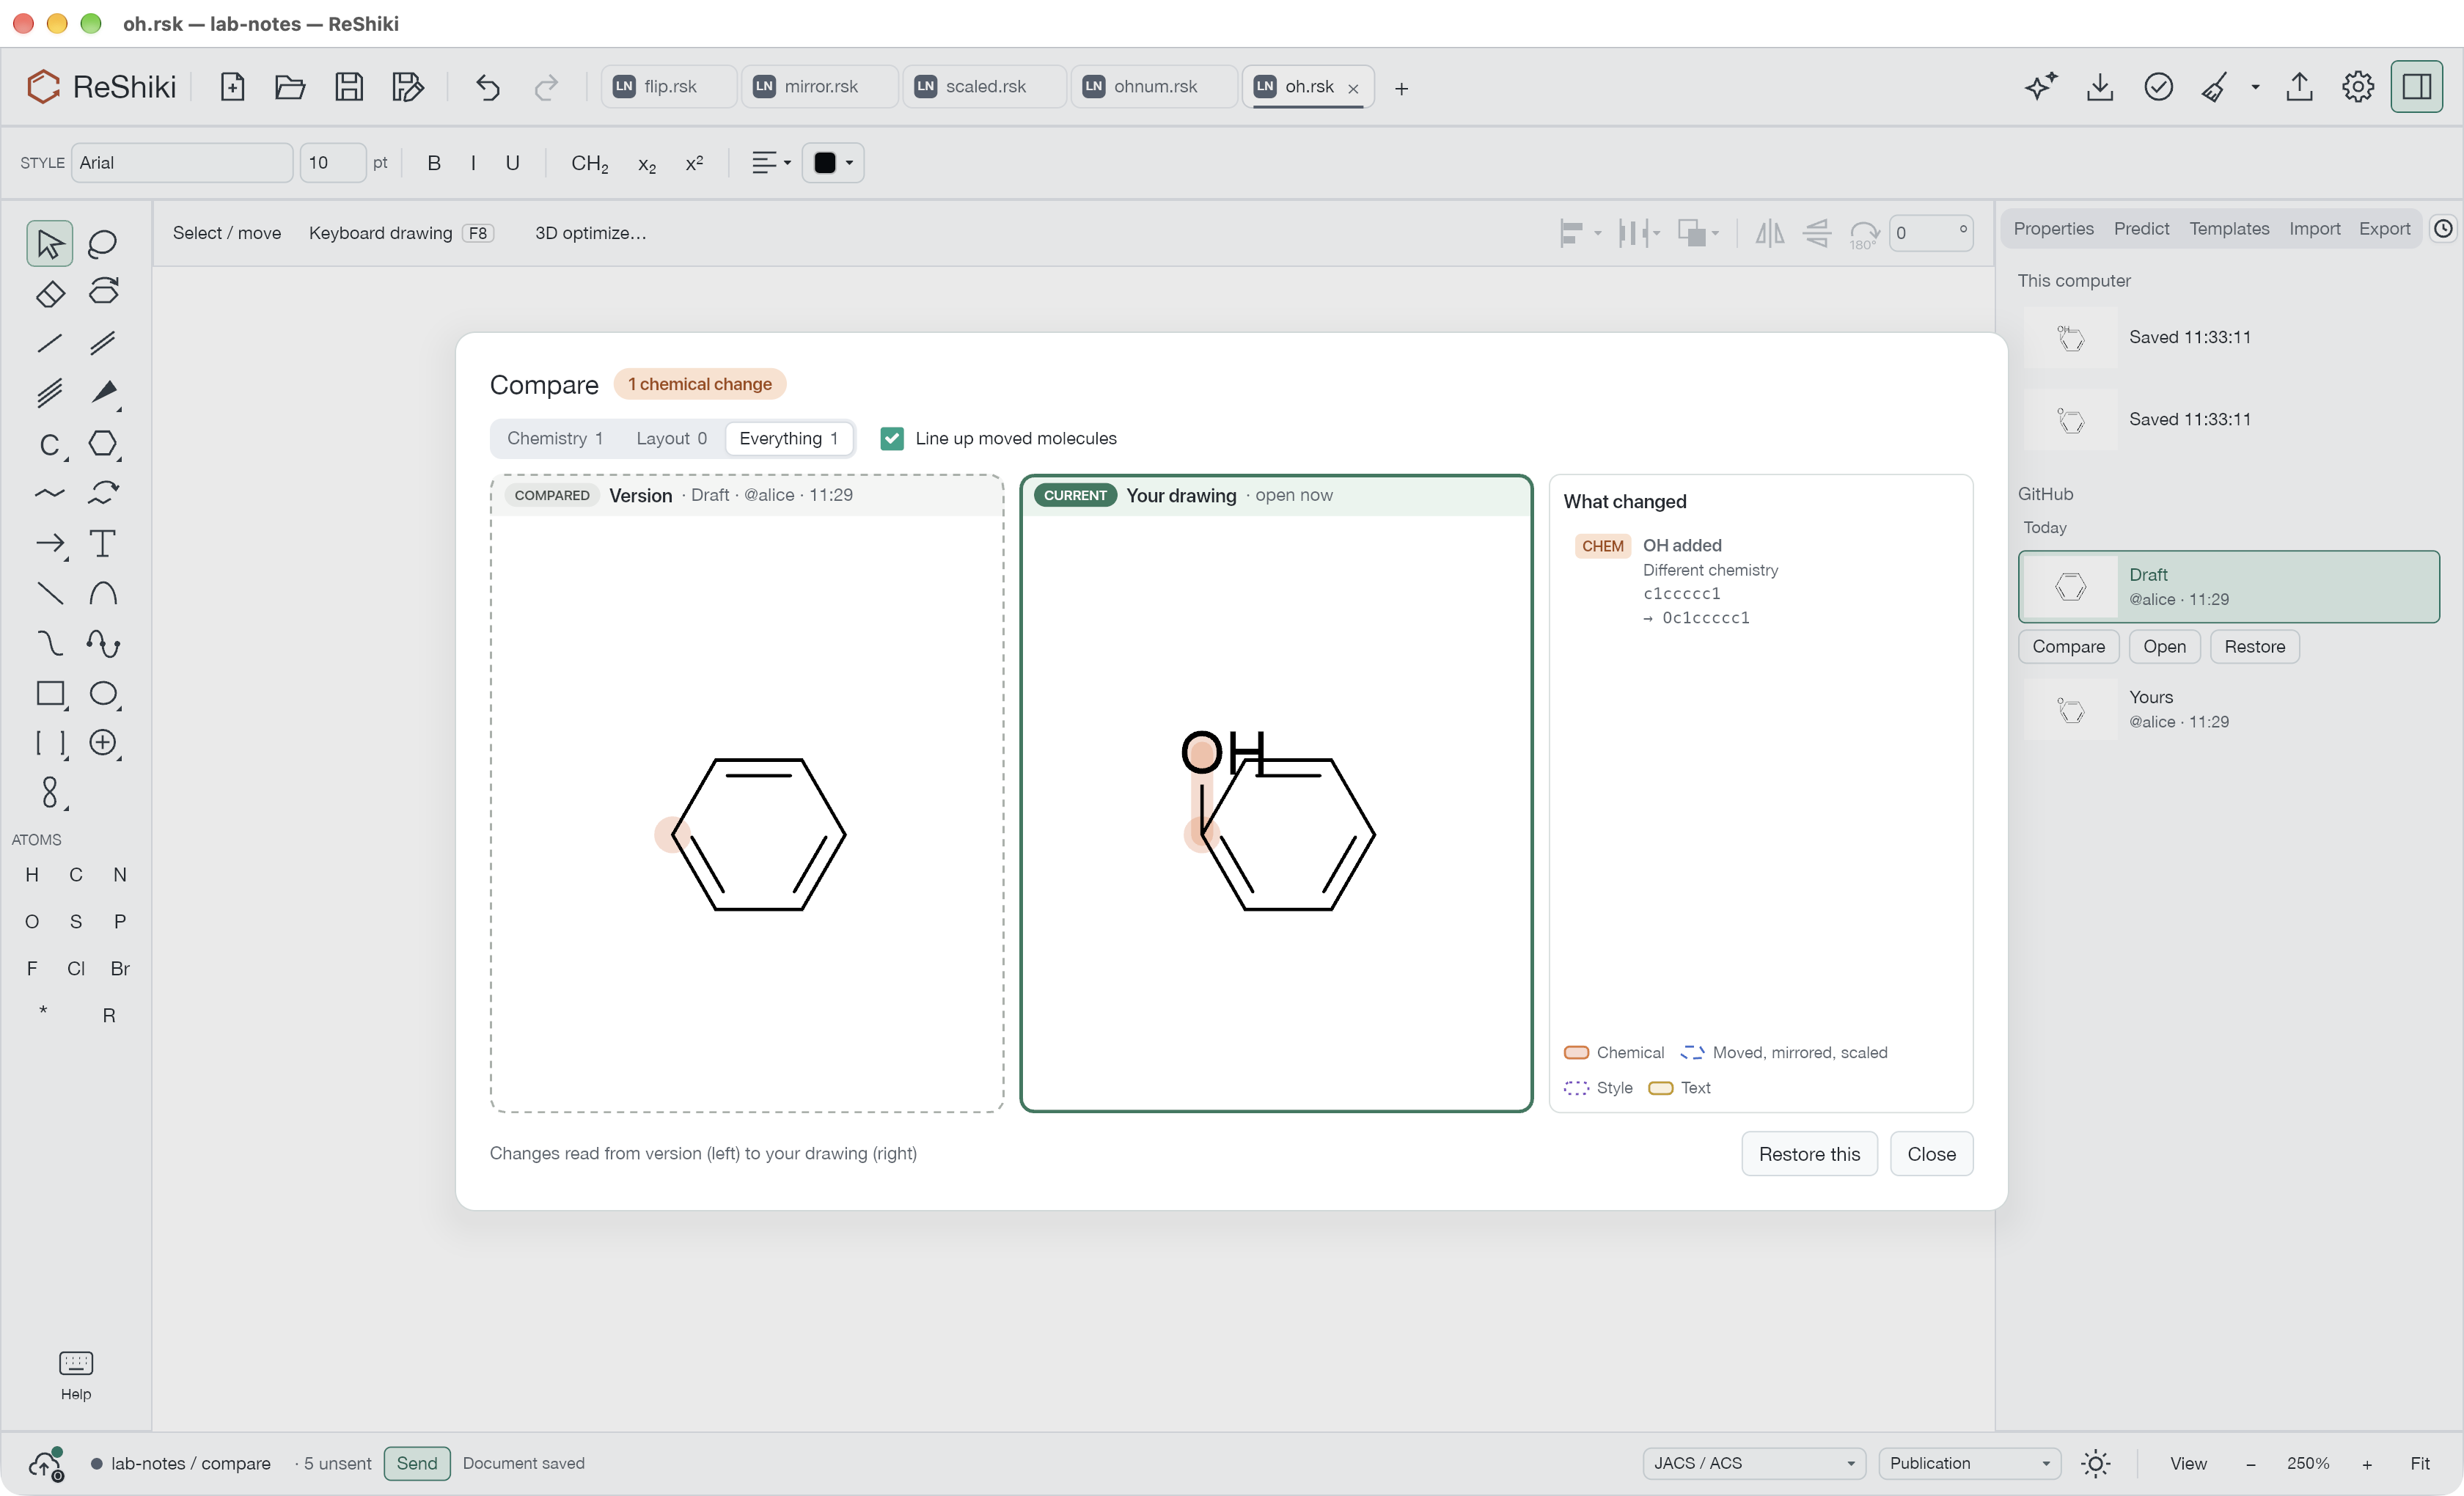 oh.rsk — lab-notes — ReShiki
ReShiki
LN flip.rsk
LN mirror.rsk
LN scaled.rsk
LN ohnum.rsk
LN oh.rsk ×
+
STYLE Arial 10 pt B I U CH₂ x₂ x²
Select / move Keyboard drawing F8 3D optimize...
180° 0 °
Properties Predict Templates Import Export
This computer
Saved 11:33:11
Saved 11:33:11
GitHub
Today
Draft
@alice · 11:29
Compare Open Restore
Yours
@alice · 11:29
C
T
[ ]
ATOMS
H C N
O S P
F Cl Br
* R
Help
Compare 1 chemical change
Chemistry 1 Layout 0 Everything 1 Line up moved molecules
COMPARED Version · Draft · @alice · 11:29
CURRENT Your drawing · open now
OH
What changed
CHEM OH added
Different chemistry
c1ccccc1
→ Oc1ccccc1
Chemical Moved, mirrored, scaled
Style Text
Changes read from version (left) to your drawing (right)
Restore this Close
lab-notes / compare · 5 unsent Send Document saved
JACS / ACS Publication View − 250% + Fit